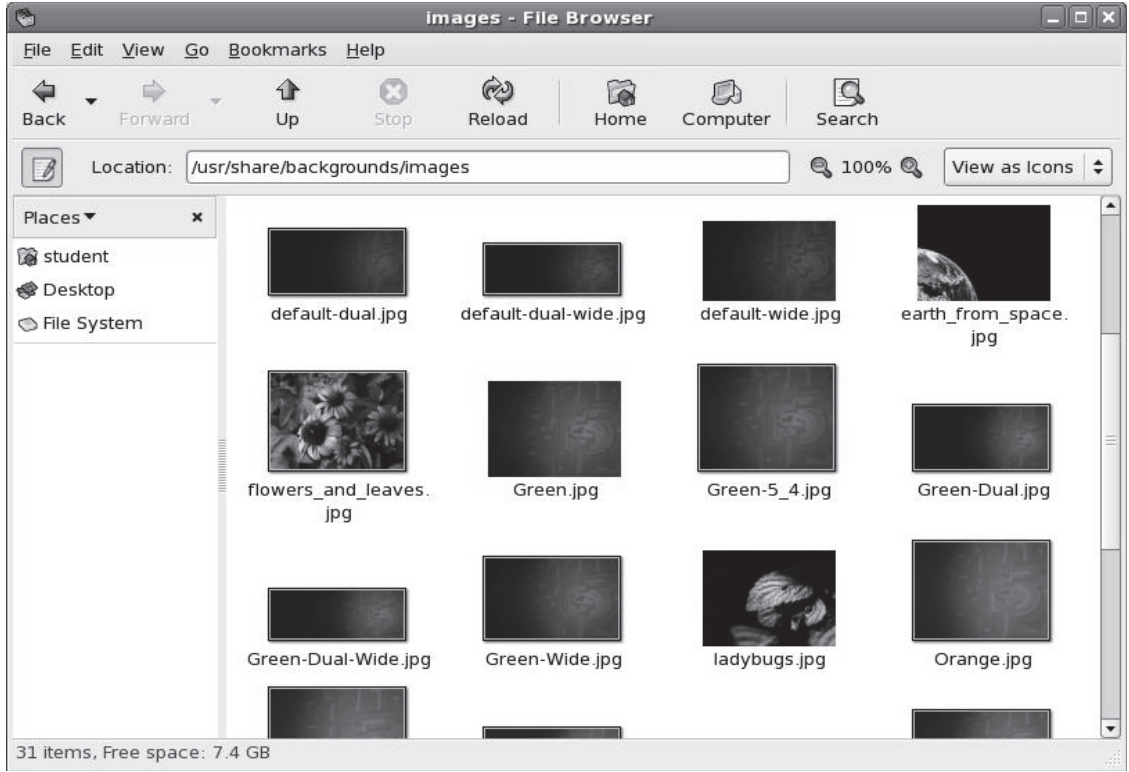 images - File Browser
File Edit View Go Bookmarks Help
Back Forward Up Stop Reload Home Computer Search
Location: /usr/share/backgrounds/images 100% View as Icons
Places
student
Desktop
File System
default-dual.jpg default-dual-wide.jpg default-wide.jpg earth_from_space.
jpg
flowers_and_leaves. Green.jpg Green-5_4.jpg Green-Dual.jpg
jpg
Green-Dual-Wide.jpg Green-Wide.jpg ladybugs.jpg Orange.jpg
31 items, Free space: 7.4 GB